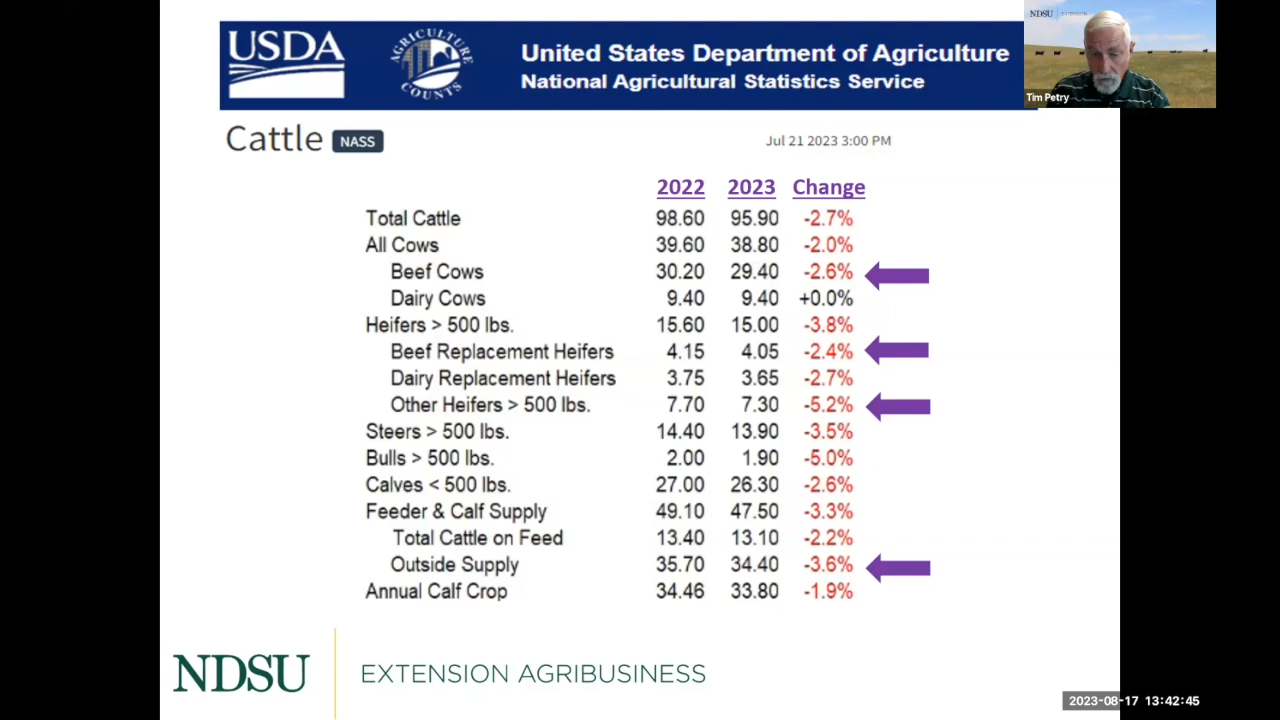 USDA
AGRICULTURE
COUNTS
United States Department of Agriculture
National Agricultural Statistics Service
NDSU EXTENSION
Tim Petry
Cattle NASS
Jul 21 2023 3:00 PM
2022 2023 Change
Total Cattle 98.60 95.90 -2.7%
All Cows 39.60 38.80 -2.0%
Beef Cows 30.20 29.40 -2.6%
Dairy Cows 9.40 9.40 +0.0%
Heifers > 500 lbs. 15.60 15.00 -3.8%
Beef Replacement Heifers 4.15 4.05 -2.4%
Dairy Replacement Heifers 3.75 3.65 -2.7%
Other Heifers > 500 lbs. 7.70 7.30 -5.2%
Steers > 500 lbs. 14.40 13.90 -3.5%
Bulls > 500 lbs. 2.00 1.90 -5.0%
Calves < 500 lbs. 27.00 26.30 -2.6%
Feeder & Calf Supply 49.10 47.50 -3.3%
Total Cattle on Feed 13.40 13.10 -2.2%
Outside Supply 35.70 34.40 -3.6%
Annual Calf Crop 34.46 33.80 -1.9%
NDSU EXTENSION AGRIBUSINESS
2023-08-17 13:42:45